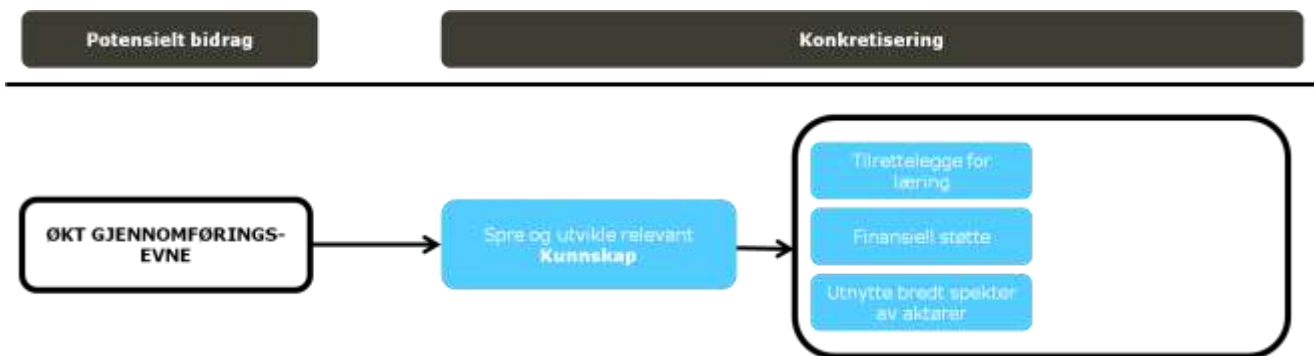 Potensielt bidrag
Konkretisering
ØKT GJENNOMFØRINGS-
EVNE
Spre og utvikle relevant
Kunnskap
Tilrettelegge for
læring
Finansiell støtte
Utnytte bredt spekter
av aktører